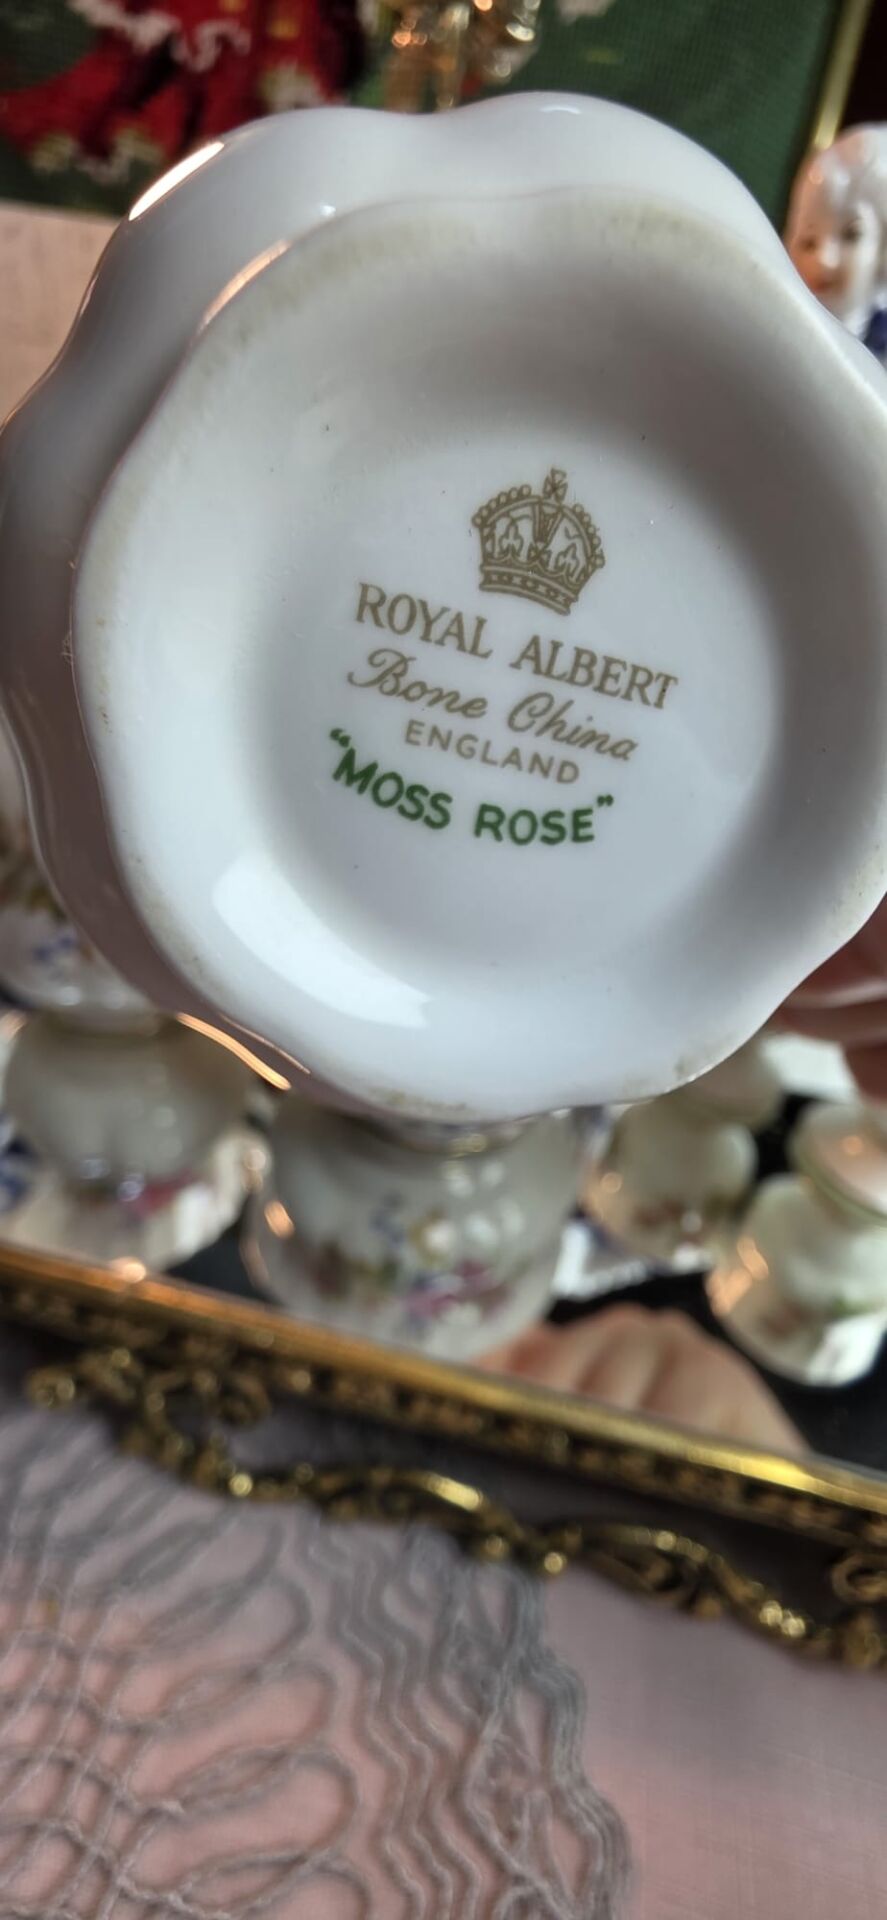 ROYAL ALBERT
Bone China
ENGLAND
"MOSS ROSE"